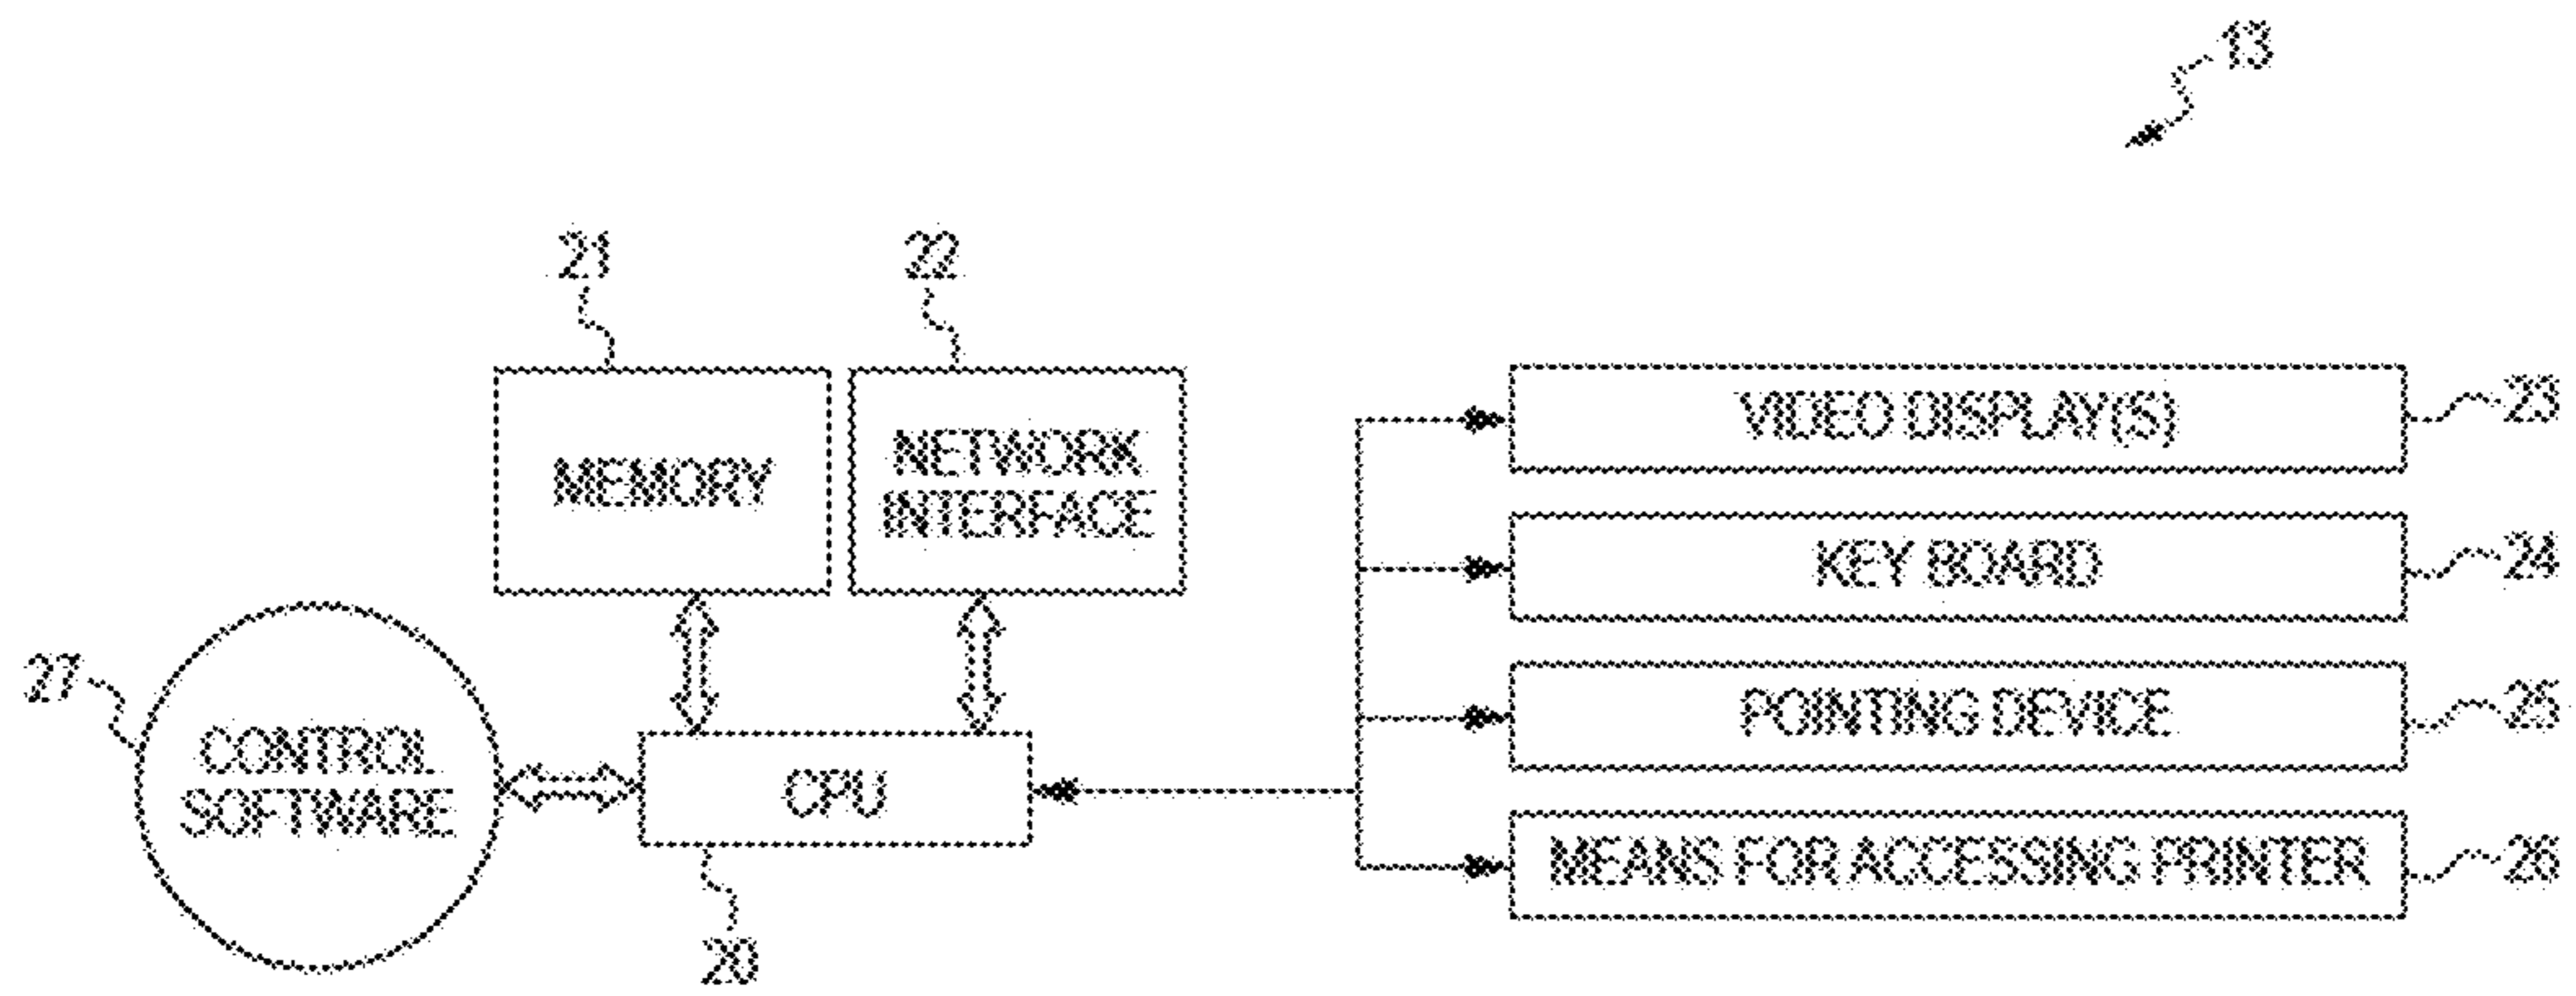 13
21
22
MEMORY
NETWORK
INTERFACE
VIDEO DISPLAY(S)
23
KEY BOARD
24
27
CONTROL
SOFTWARE
CPU
POINTING DEVICE
25
MEANS FOR ACCESSING PRINTER
26
20